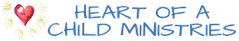 HEART OF A
CHILD MINISTRIES